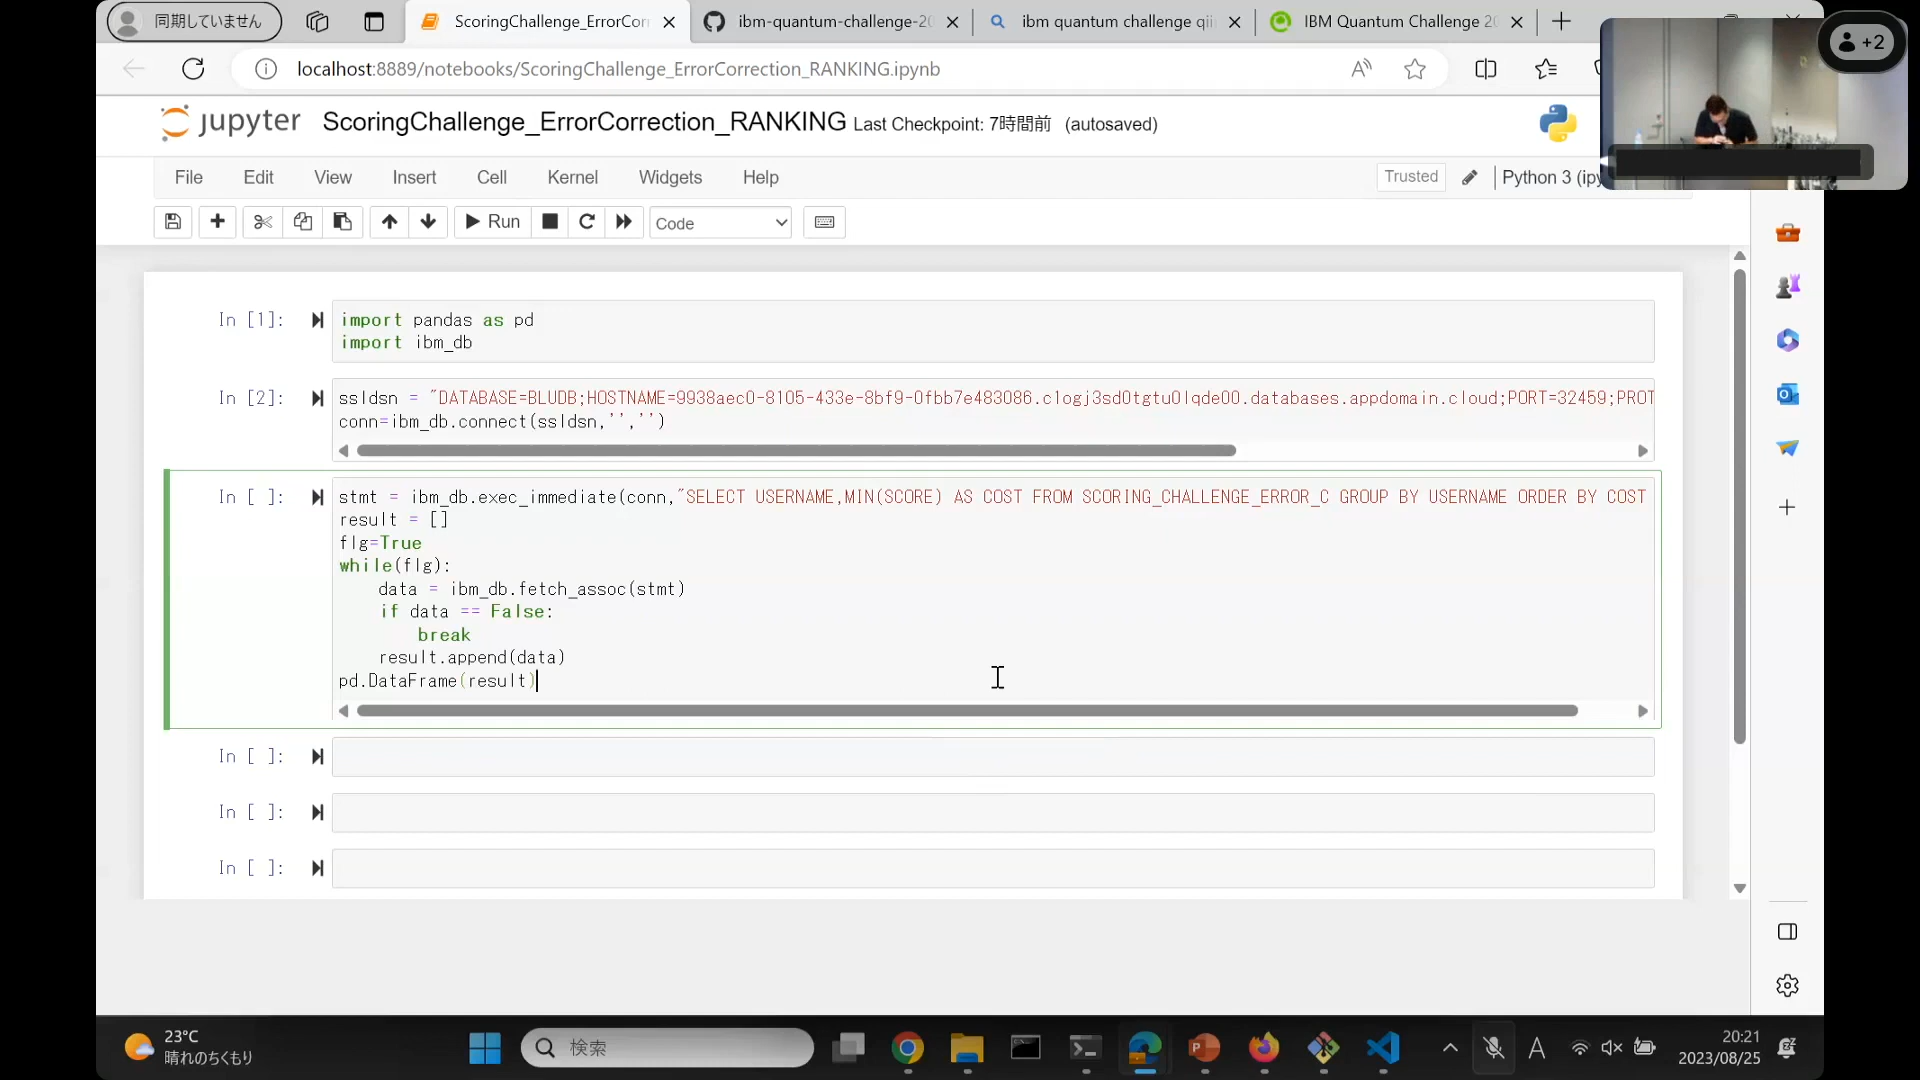 同期していません
ScoringChallenge_ErrorCorr
ibm-quantum-challenge-20
ibm quantum challenge qii
IBM Quantum Challenge 20
+2
localhost:8889/notebooks/ScoringChallenge_ErrorCorrection_RANKING.ipynb
jupyter ScoringChallenge_ErrorCorrection_RANKING Last Checkpoint: 7時間前 (autosaved)
File Edit View Insert Cell Kernel Widgets Help
Trusted
Python 3 (ipy
Run
Code
In [1]:
import pandas as pd
import ibm_db
In [2]:
ssldsn = "DATABASE=BLUDB;HOSTNAME=9938aec0-8105-433e-8bf9-0fbb7e483086.c1ogj3sd0tgtu0lqde00.databases.appdomain.cloud;PORT=32459;PROT
conn=ibm_db.connect(ssldsn,'','')
In [ ]:
stmt = ibm_db.exec_immediate(conn,"SELECT USERNAME,MIN(SCORE) AS COST FROM SCORING_CHALLENGE_ERROR_C GROUP BY USERNAME ORDER BY COST
result = []
flg=True
while(flg):
    data = ibm_db.fetch_assoc(stmt)
    if data == False:
        break
    result.append(data)
pd.DataFrame(result)
In [ ]:
In [ ]:
In [ ]:
23°C
晴れのちくもり
検索
A
20:21
2023/08/25